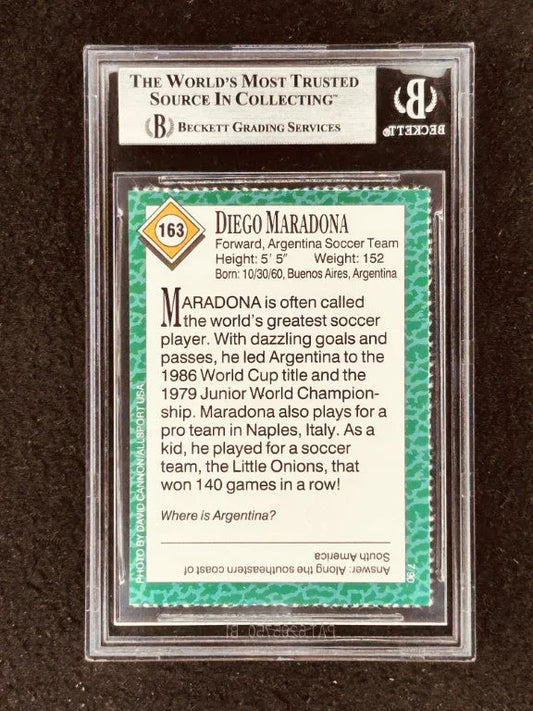 THE WORLD'S MOST TRUSTED
SOURCE IN COLLECTING™
B BECKETT GRADING SERVICES
B
BECKETT™
163
DIEGO MARADONA
Forward, Argentina Soccer Team
Height: 5' 5" Weight: 152
Born: 10/30/60, Buenos Aires, Argentina
MARADONA is often called
the world's greatest soccer
player. With dazzling goals and
passes, he led Argentina to the
1986 World Cup title and the
1979 Junior World Champion-
ship. Maradona also plays for a
pro team in Naples, Italy. As a
kid, he played for a soccer
team, the Little Onions, that
won 140 games in a row!
Where is Argentina?
Answer: Along the southeastern coast of
South America
7.90
PHOTO BY DAVID CANNON/ALLSPORT USA